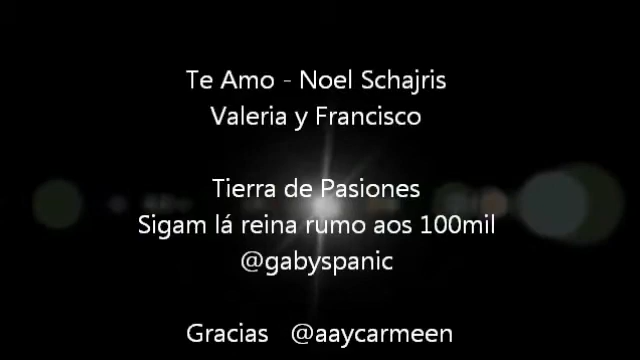 Te Amo - Noel Schajris
Valeria y Francisco
Tierra de Pasiones
Sigam lá reina rumo aos 100mil
@gabyspanic
Gracias @aaycarmeen